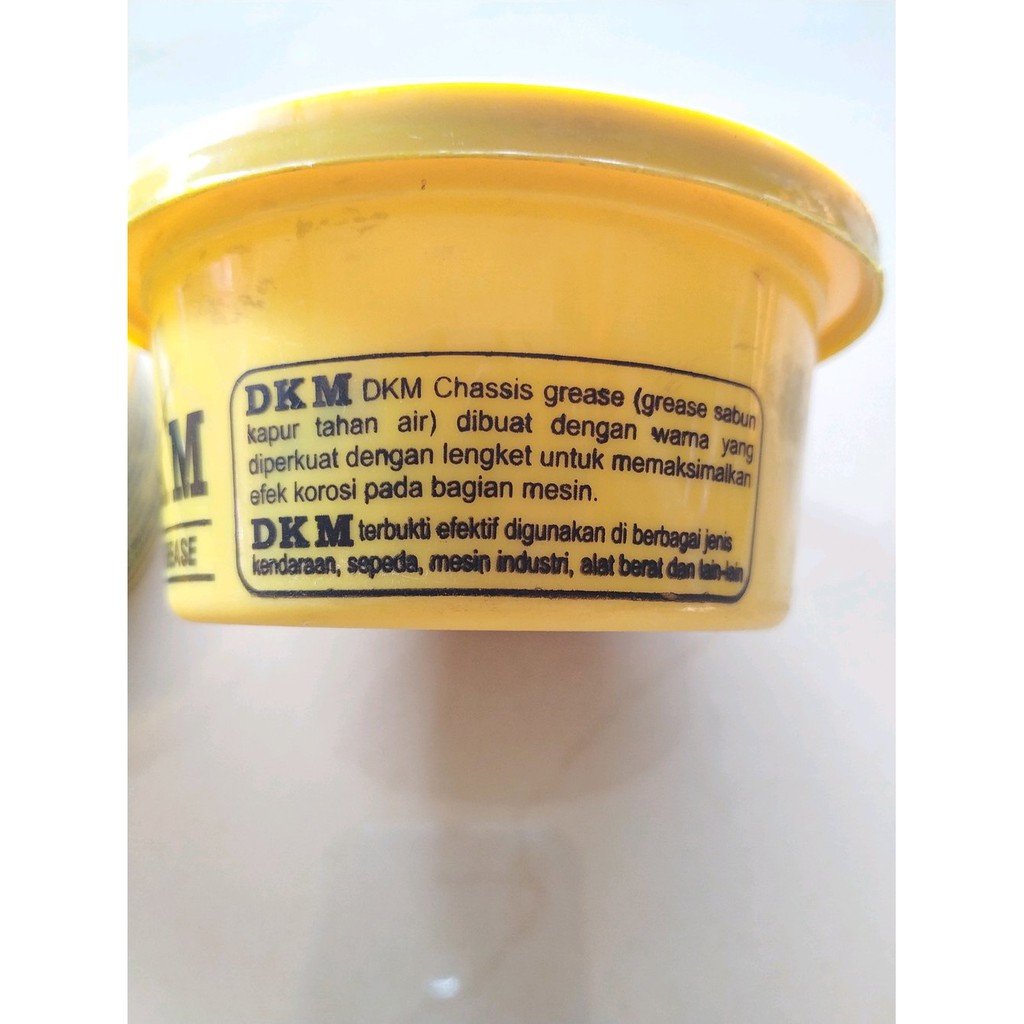 M
EASE
DKM DKM Chassis grease (grease sabun
kapur tahan air) dibuat dengan warna yang
diperkuat dengan lengket untuk memaksimalkan
efek korosi pada bagian mesin.
DKM terbukti efektif digunakan di berbagai jenis
kendaraan, sepeda, mesin industri, alat berat dan lain-lain